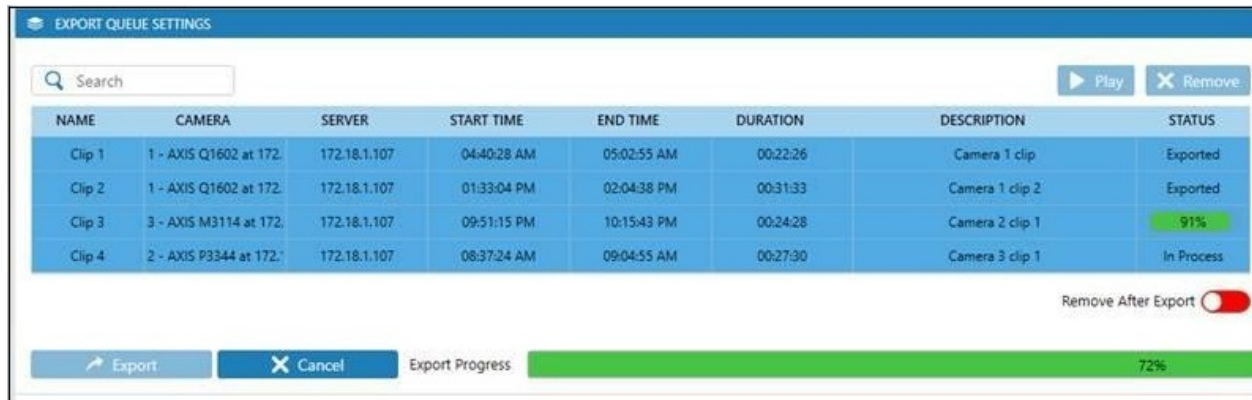 EXPORT QUEUE SETTINGS
Search Play Remove
NAME CAMERA SERVER START TIME END TIME DURATION DESCRIPTION STATUS
Clip 1 1 - AXIS Q1602 at 172. 172.18.1.107 04:40:28 AM 05:02:55 AM 00:22:26 Camera 1 clip Exported
Clip 2 1 - AXIS Q1602 at 172. 172.18.1.107 01:33:04 PM 02:04:38 PM 00:31:33 Camera 1 clip 2 Exported
Clip 3 3 - AXIS M3114 at 172. 172.18.1.107 09:51:15 PM 10:15:43 PM 00:24:28 Camera 2 clip 1 91%
Clip 4 2 - AXIS P3344 at 172. 172.18.1.107 08:37:24 AM 09:04:55 AM 00:27:30 Camera 3 clip 1 In Process
Remove After Export
Export Cancel Export Progress 72%